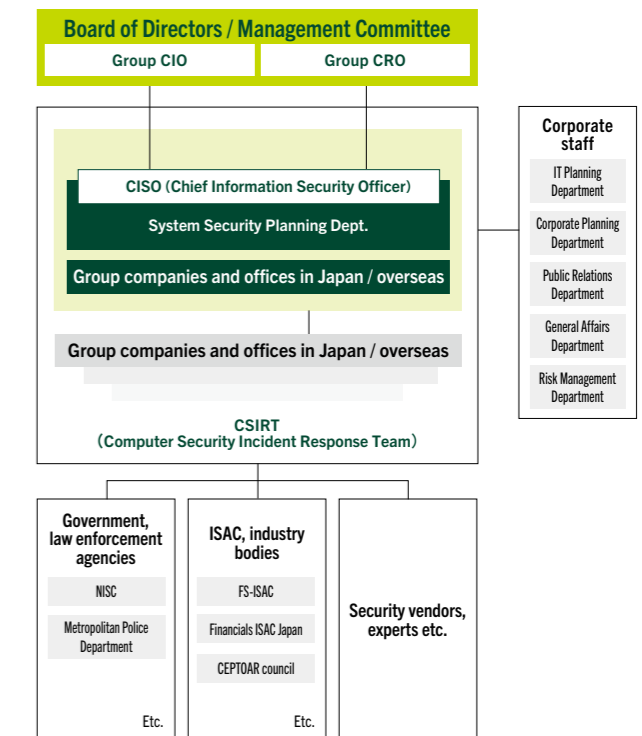 Board of Directors / Management Committee
Group CIO
Group CRO
CISO (Chief Information Security Officer)
System Security Planning Dept.
Group companies and offices in Japan / overseas
Group companies and offices in Japan / overseas
CSIRT
(Computer Security Incident Response Team)
Corporate
staff
IT Planning
Department
Corporate Planning
Department
Public Relations
Department
General Affairs
Department
Risk Management
Department
Government,
law enforcement
agencies
NISC
Metropolitan Police
Department
Etc.
ISAC, industry
bodies
FS-ISAC
Financials ISAC Japan
CEPTOAR council
Etc.
Security vendors,
experts etc.